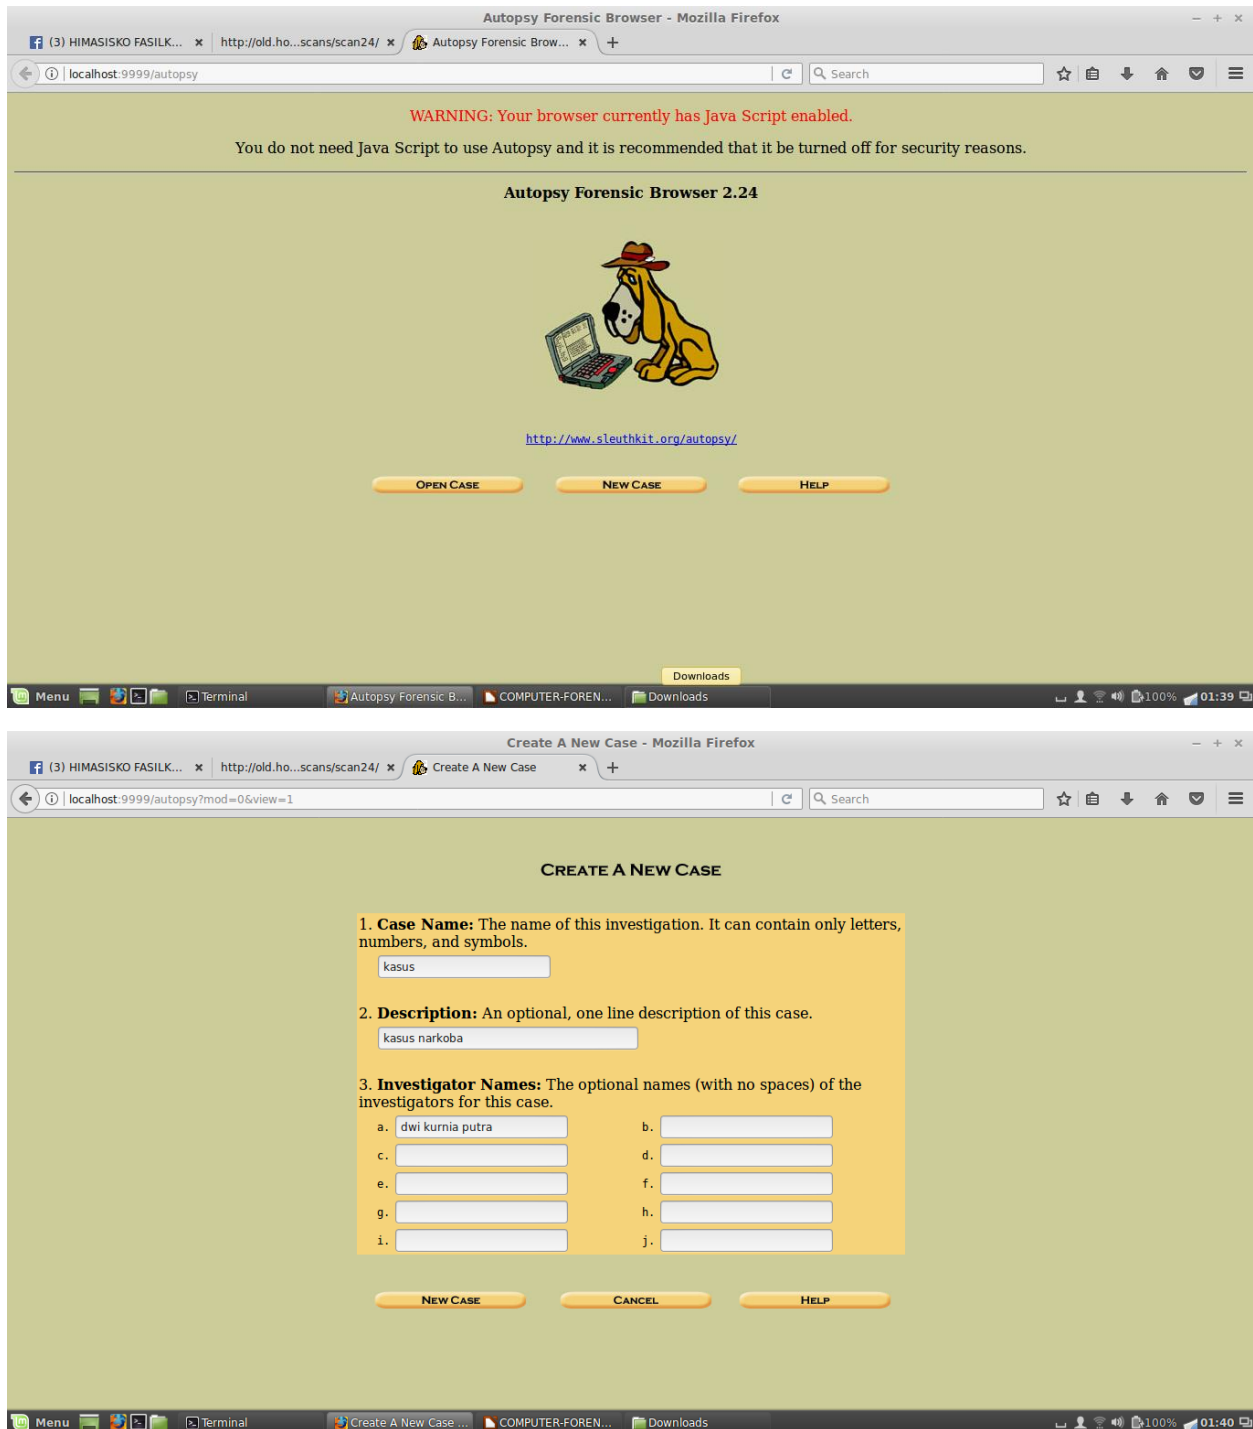 Autopsy Forensic Browser - Mozilla Firefox
(3) HIMASISKO FASILK... http://old.ho...scans/scan24/ Autopsy Forensic Brow...
localhost:9999/autopsy Search
WARNING: Your browser currently has Java Script enabled.
You do not need Java Script to use Autopsy and it is recommended that it be turned off for security reasons.
Autopsy Forensic Browser 2.24
http://www.sleuthkit.org/autopsy/
OPEN CASE NEW CASE HELP
Downloads
Menu Terminal Autopsy Forensic B... COMPUTER-FOREN... Downloads 100% 01:39
Create A New Case - Mozilla Firefox
(3) HIMASISKO FASILK... http://old.ho...scans/scan24/ Create A New Case
localhost:9999/autopsy?mod=0&view=1 Search
CREATE A NEW CASE
1. Case Name: The name of this investigation. It can contain only letters,
numbers, and symbols.
kasus
2. Description: An optional, one line description of this case.
kasus narkoba
3. Investigator Names: The optional names (with no spaces) of the
investigators for this case.
a. dwi kurnia putra b.
c. d.
e. f.
g. h.
i. j.
NEW CASE CANCEL HELP
Menu Terminal Create A New Case ... COMPUTER-FOREN... Downloads 100% 01:40